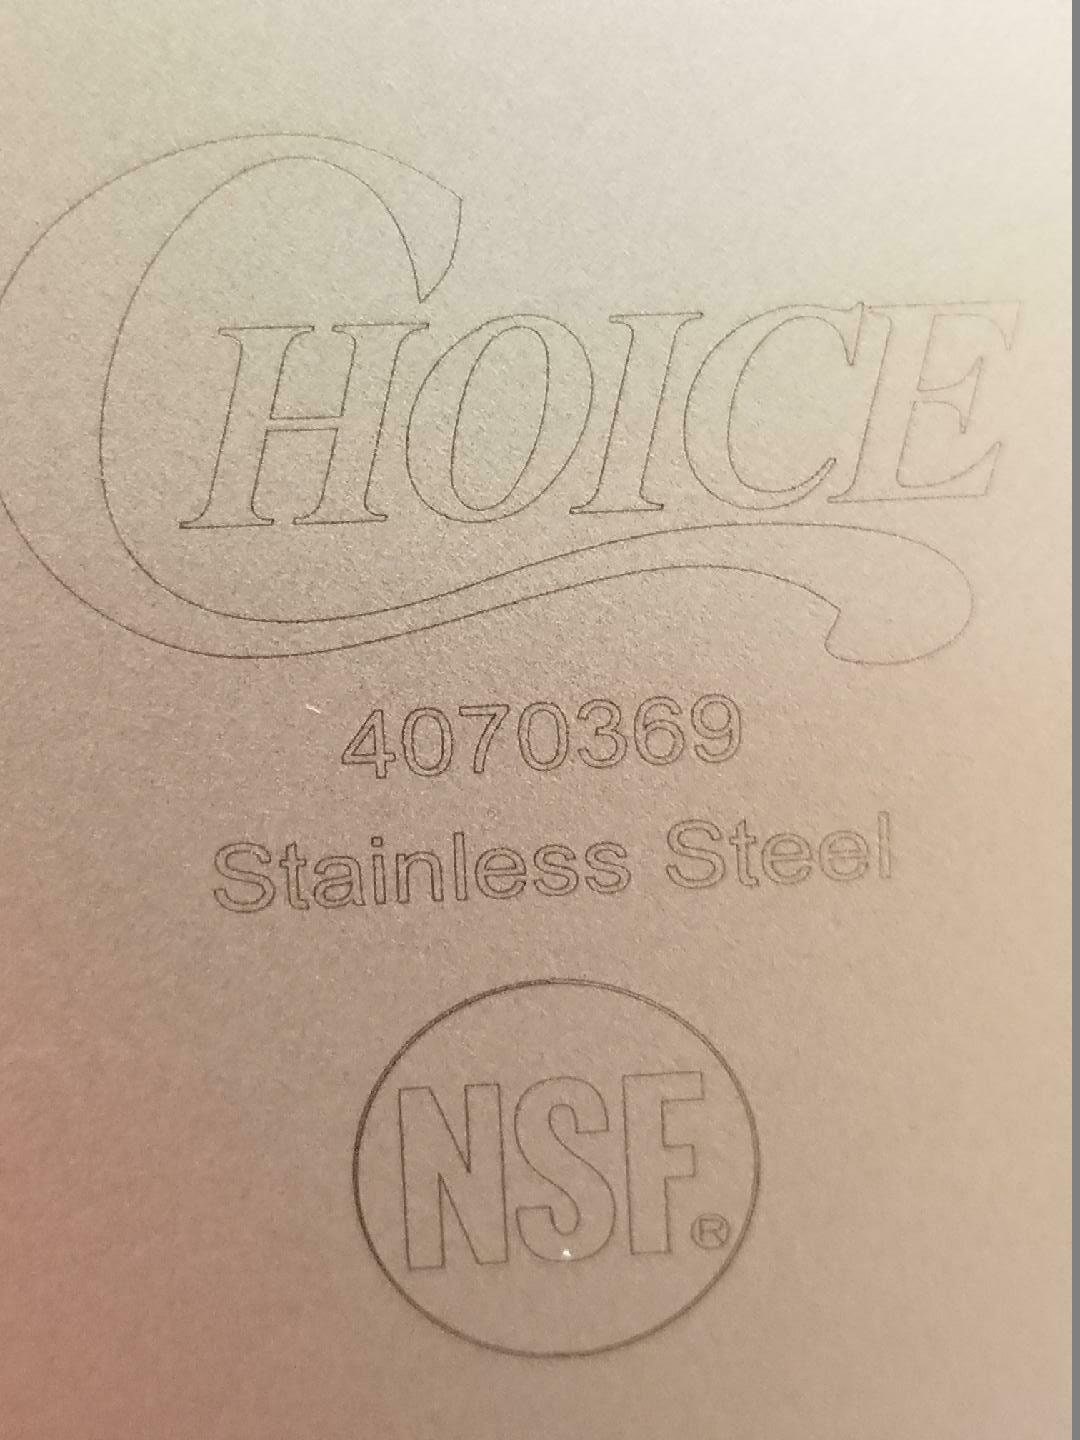 CHOICE
4070369
Stainless Steel
NSF®